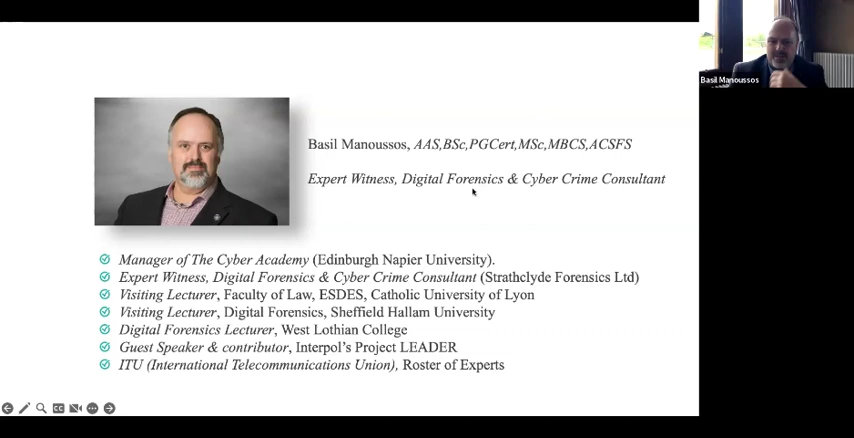 Basil Manoussos
Basil Manoussos, AAS,BSc,PGCert,MSc,MBCS,ACSFS
Expert Witness, Digital Forensics & Cyber Crime Consultant
Manager of The Cyber Academy (Edinburgh Napier University).
Expert Witness, Digital Forensics & Cyber Crime Consultant (Strathclyde Forensics Ltd)
Visiting Lecturer, Faculty of Law, ESDES, Catholic University of Lyon
Visiting Lecturer, Digital Forensics, Sheffield Hallam University
Digital Forensics Lecturer, West Lothian College
Guest Speaker & contributor, Interpol's Project LEADER
ITU (International Telecommunications Union), Roster of Experts
CC